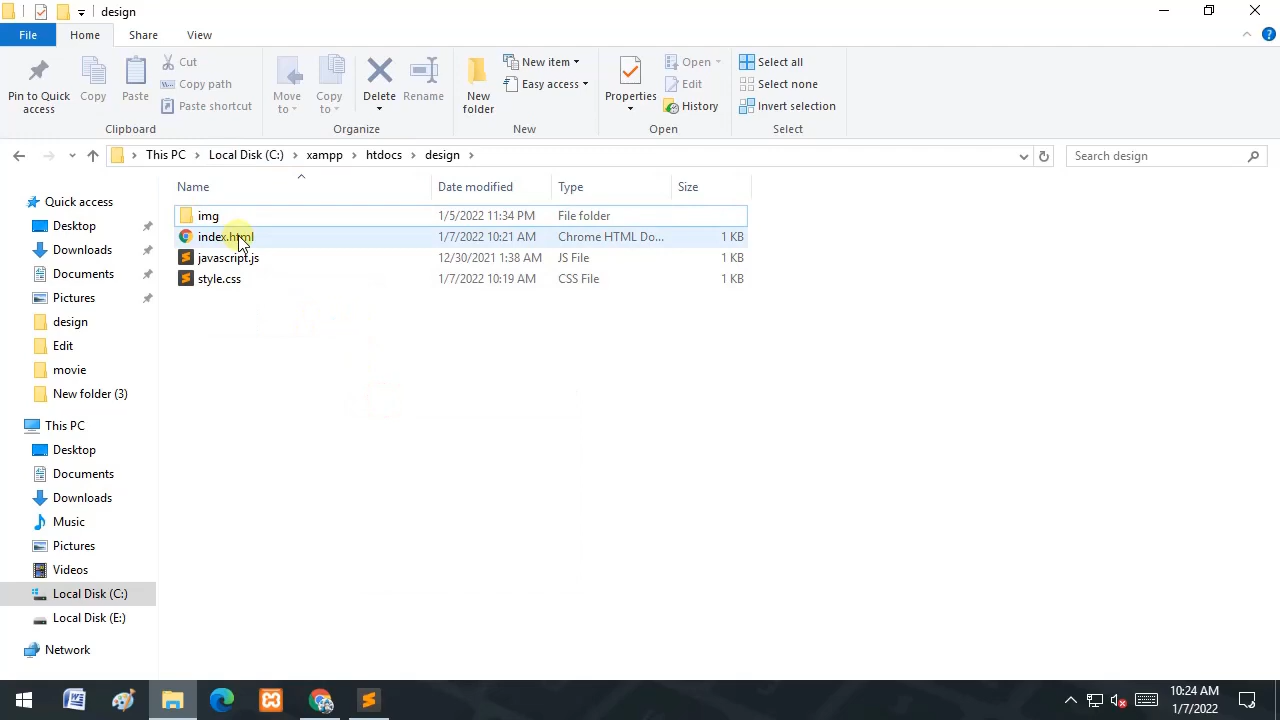 design
File Home Share View
Pin to Quick access
Copy
Paste
Cut
Copy path
Paste shortcut
Clipboard
Move to
Copy to
Delete
Rename
Organize
New folder
New item
Easy access
New
Properties
Open
Edit
History
Open
Select all
Select none
Invert selection
Select
This PC > Local Disk (C:) > xampp > htdocs > design >
Search design
Name Date modified Type Size
img 1/5/2022 11:34 PM File folder
index.html 1/7/2022 10:21 AM Chrome HTML Do... 1 KB
javascript.js 12/30/2021 1:38 AM JS File 1 KB
style.css 1/7/2022 10:19 AM CSS File 1 KB
Quick access
Desktop
Downloads
Documents
Pictures
design
Edit
movie
New folder (3)
This PC
Desktop
Documents
Downloads
Music
Pictures
Videos
Local Disk (C:)
Local Disk (E:)
Network
10:24 AM
1/7/2022